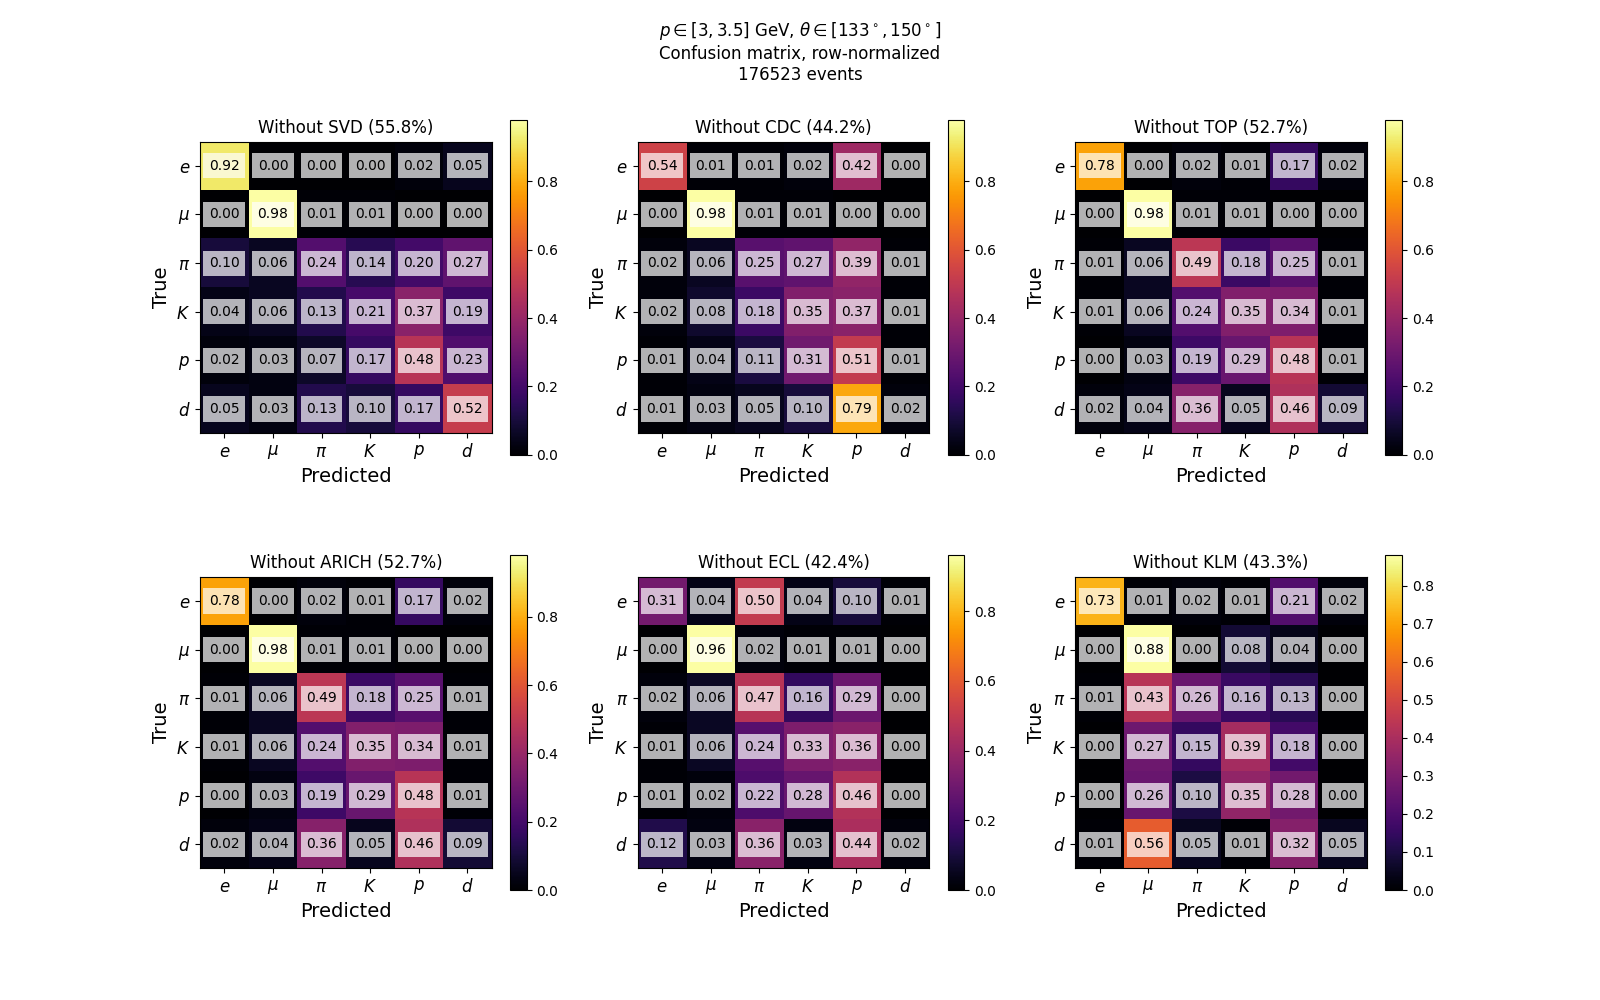 p ∈ [3, 3.5] GeV, θ ∈ [133°, 150°]
Confusion matrix, row-normalized
176523 events
Without SVD (55.8%)
e 0.92 0.00 0.00 0.00 0.02 0.05
μ 0.00 0.98 0.01 0.01 0.00 0.00
π 0.10 0.06 0.24 0.14 0.20 0.27
K 0.04 0.06 0.13 0.21 0.37 0.19
p 0.02 0.03 0.07 0.17 0.48 0.23
d 0.05 0.03 0.13 0.10 0.17 0.52
e μ π K p d
True
Predicted
0.8
0.6
0.4
0.2
0.0
Without CDC (44.2%)
e 0.54 0.01 0.01 0.02 0.42 0.00
μ 0.00 0.98 0.01 0.01 0.00 0.00
π 0.02 0.06 0.25 0.27 0.39 0.01
K 0.02 0.08 0.18 0.35 0.37 0.01
p 0.01 0.04 0.11 0.31 0.51 0.01
d 0.01 0.03 0.05 0.10 0.79 0.02
e μ π K p d
True
Predicted
0.8
0.6
0.4
0.2
0.0
Without TOP (52.7%)
e 0.78 0.00 0.02 0.01 0.17 0.02
μ 0.00 0.98 0.01 0.01 0.00 0.00
π 0.01 0.06 0.49 0.18 0.25 0.01
K 0.01 0.06 0.24 0.35 0.34 0.01
p 0.00 0.03 0.19 0.29 0.48 0.01
d 0.02 0.04 0.36 0.05 0.46 0.09
e μ π K p d
True
Predicted
0.8
0.6
0.4
0.2
0.0
Without ARICH (52.7%)
e 0.78 0.00 0.02 0.01 0.17 0.02
μ 0.00 0.98 0.01 0.01 0.00 0.00
π 0.01 0.06 0.49 0.18 0.25 0.01
K 0.01 0.06 0.24 0.35 0.34 0.01
p 0.00 0.03 0.19 0.29 0.48 0.01
d 0.02 0.04 0.36 0.05 0.46 0.09
e μ π K p d
True
Predicted
0.8
0.6
0.4
0.2
0.0
Without ECL (42.4%)
e 0.31 0.04 0.50 0.04 0.10 0.01
μ 0.00 0.96 0.02 0.01 0.01 0.00
π 0.02 0.06 0.47 0.16 0.29 0.00
K 0.01 0.06 0.24 0.33 0.36 0.00
p 0.01 0.02 0.22 0.28 0.46 0.00
d 0.12 0.03 0.36 0.03 0.44 0.02
e μ π K p d
True
Predicted
0.8
0.6
0.4
0.2
0.0
Without KLM (43.3%)
e 0.73 0.01 0.02 0.01 0.21 0.02
μ 0.00 0.88 0.00 0.08 0.04 0.00
π 0.01 0.43 0.26 0.16 0.13 0.00
K 0.00 0.27 0.15 0.39 0.18 0.00
p 0.00 0.26 0.10 0.35 0.28 0.00
d 0.01 0.56 0.05 0.01 0.32 0.05
e μ π K p d
True
Predicted
0.8
0.7
0.6
0.5
0.4
0.3
0.2
0.1
0.0